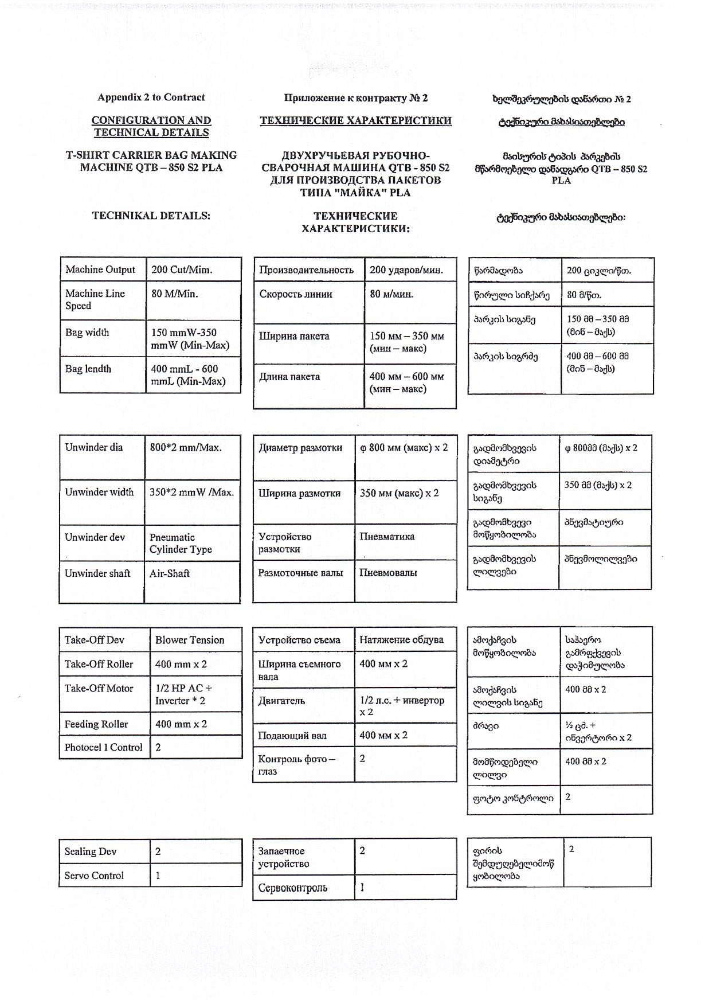 Appendix 2 to Contract
CONFIGURATION AND
TECHNICAL DETAILS
T-SHIRT CARRIER BAG MAKING
MACHINE QTB – 850 S2 PLA
TECHNIKAL DETAILS:
Machine Output 200 Cut/Mim.
Machine Line 80 M/Min.
Speed
Bag width 150 mmW-350
mmW (Min-Max)
Bag lendth 400 mmL - 600
mmL (Min-Max)
Unwinder dia 800*2 mm/Max.
Unwinder width 350*2 mmW /Max.
Unwinder dev Pneumatic
Cylinder Type
Unwinder shaft Air-Shaft
Take-Off Dev Blower Tension
Take-Off Roller 400 mm x 2
Take-Off Motor 1/2 HP AC +
Inverter * 2
Feeding Roller 400 mm x 2
Photocel l Control 2
Sealing Dev 2
Servo Control 1
Приложение к контракту № 2
ТЕХНИЧЕСКИЕ ХАРАКТЕРИСТИКИ
ДВУХРУЧЬЕВАЯ РУБОЧНО-
СВАРОЧНАЯ МАШИНА QTB - 850 S2
ДЛЯ ПРОИЗВОДСТВА ПАКЕТОВ
ТИПА "МАЙКА" PLA
ТЕХНИЧЕСКИЕ
ХАРАКТЕРИСТИКИ:
Производительность 200 ударов/мин.
Скорость линии 80 м/мин.
Ширина пакета 150 мм – 350 мм
(мин – макс)
Длина пакета 400 мм – 600 мм
(мин – макс)
Диаметр размотки φ 800 мм (макс) x 2
Ширина размотки 350 мм (макс) x 2
Устройство Пневматика
размотки
Размоточные валы Пневмовалы
Устройство съема Натяжение обдува
Ширина съемного 400 мм x 2
вала
Двигатель 1/2 л.с. + инвертор
x 2
Подающий вал 400 мм x 2
Контроль фото – 2
глаз
Запаечное 2
устройство
Сервоконтроль 1
ხელშეკრულების დანართი № 2
ტექნიკური მახასიათებლები
მაისურის ტიპის პარკების
მწარმოებელი დანადგარი QTB – 850 S2
PLA
ტექნიკური მახასიათებლები:
წარმადობა 200 ციკლი/წთ.
წირული სიჩქარე 80 მ/წთ.
პარკის სიგანე 150 მმ – 350 მმ
(მინ – მაქს)
პარკის სიგრძე 400 მმ – 600 მმ
(მინ – მაქს)
გადმომხვევის φ 800მმ (მაქს) x 2
დიამეტრი
გადმომხვევის 350 მმ (მაქს) x 2
სიგანე
გადმომხვევი პნევმატიური
მოწყობილობა
გადმომხვევის პნევმოლილვები
ლილვები
ამოქაჩვის საჰაერო
მოწყობილობა გამრფქვევის
დაჭიმულობა
ამოქაჩვის 400 მმ x 2
ლილვის სიგანე
ძრავი ½ ცძ. +
ინვერტორი x 2
მომწოდებელი 400 მმ x 2
ლილვი
ფოტო კონტროლი 2
ფირის 2
შემდუღებელიმოწ
ყობილობა